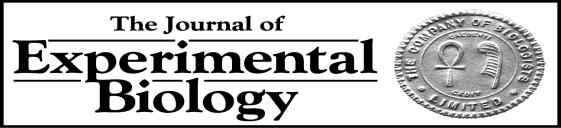 The Journal of
Experimental
Biology
THE COMPANY OF BIOLOGISTS
LIMITED